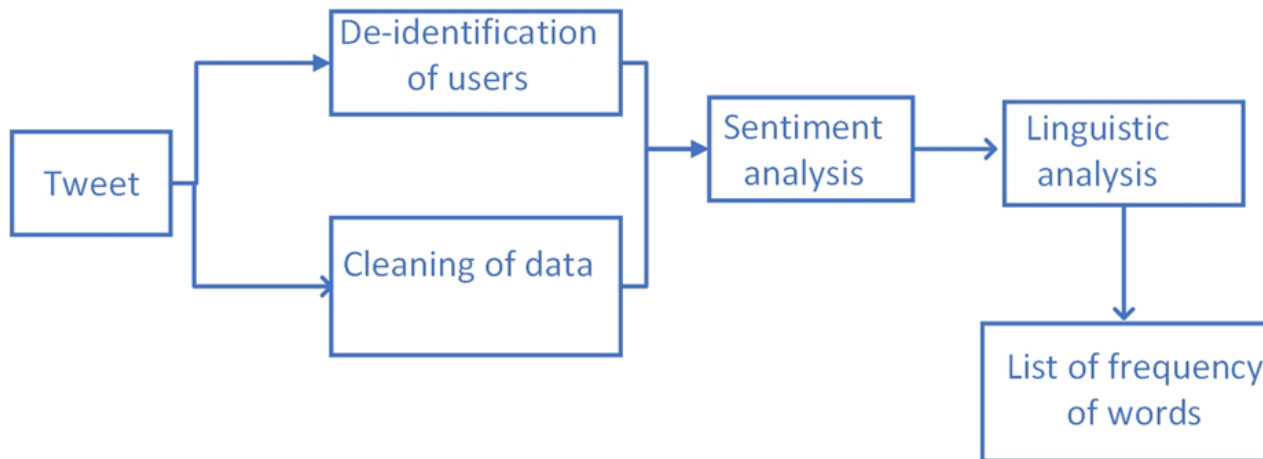 Tweet
De-identification
of users
Cleaning of data
Sentiment
analysis
Linguistic
analysis
List of frequency
of words